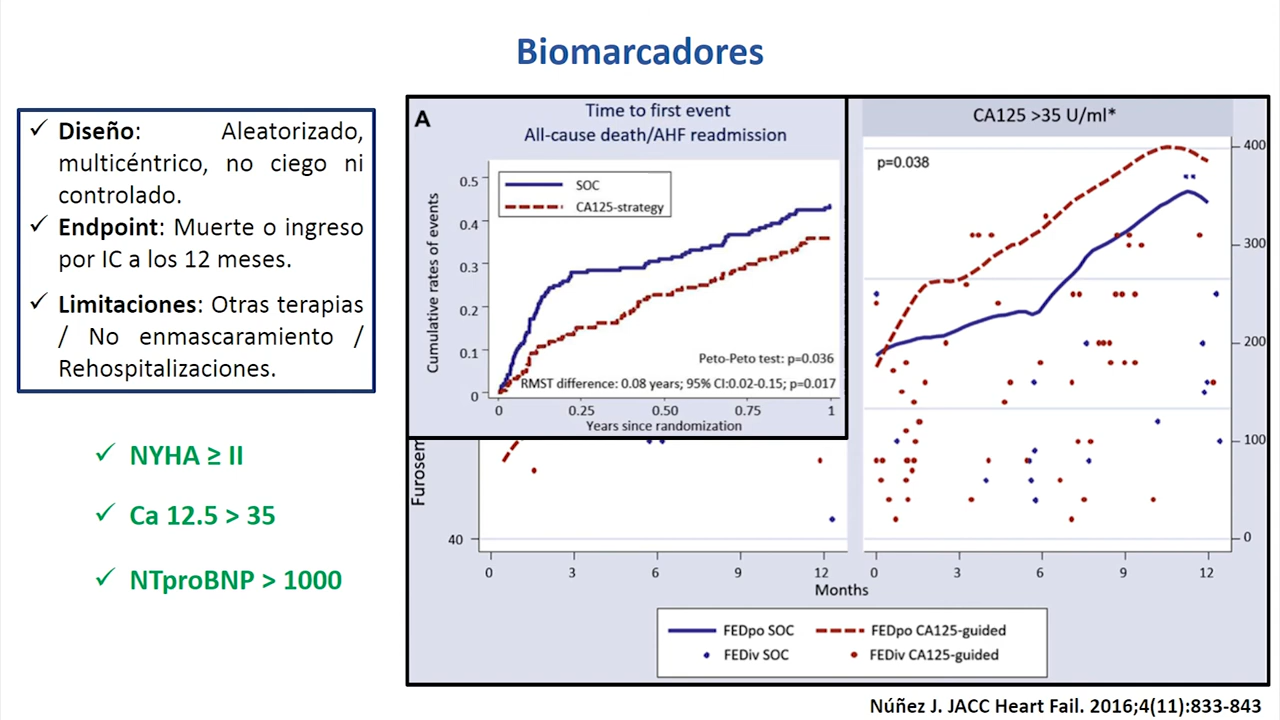 Biomarcadores
✓ Diseño: Aleatorizado,
multicéntrico, no ciego ni
controlado.
✓ Endpoint: Muerte o ingreso
por IC a los 12 meses.
✓ Limitaciones: Otras terapias
/ No enmascaramiento /
Rehospitalizaciones.
✓ NYHA ≥ II
✓ Ca 12.5 > 35
✓ NTproBNP > 1000
A
Time to first event
All-cause death/AHF readmission
Cumulative rates of events
0.5
0.4
0.3
0.2
0.1
0
SOC
CA125-strategy
Peto-Peto test: p=0.036
RMST difference: 0.08 years; 95% CI:0.02-0.15; p=0.017
0 0.25 0.50 0.75 1
Years since randomization
CA125 >35 U/ml*
p=0.038
400
300
200
100
0
Furosem
40
0 3 6 9 12
0 3 6 9 12
Months
FEDpo SOC FEDpo CA125-guided
FEDiv SOC FEDiv CA125-guided
Núñez J. JACC Heart Fail. 2016;4(11):833-843